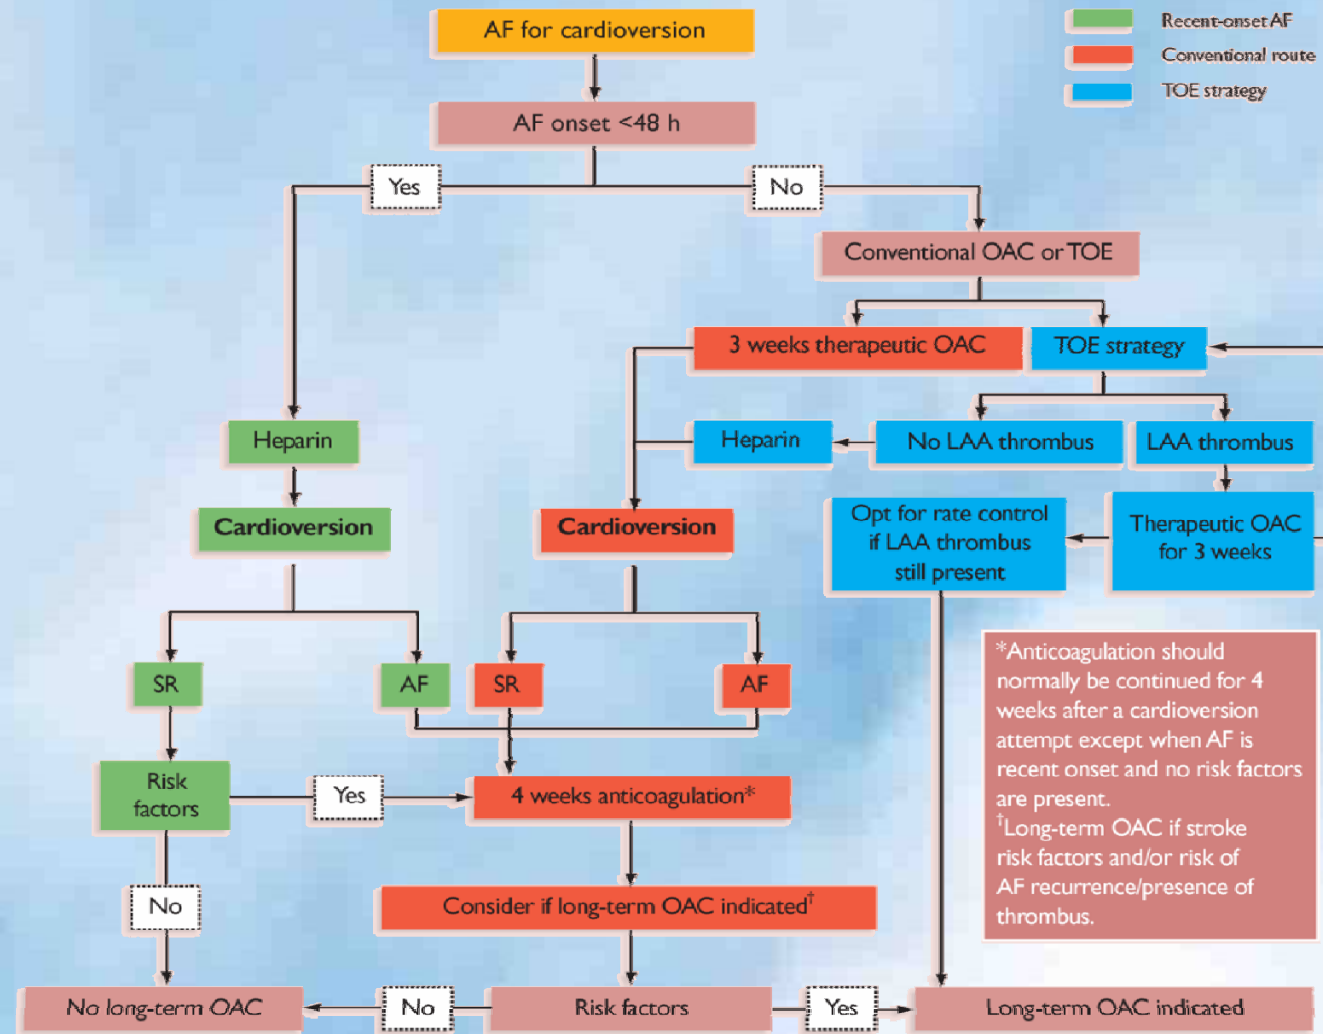 AF for cardioversion
Recent-onset AF
Conventional route
TOE strategy
AF onset <48 h
Yes
No
Conventional OAC or TOE
3 weeks therapeutic OAC
TOE strategy
Heparin
Heparin
No LAA thrombus
LAA thrombus
Cardioversion
Cardioversion
Opt for rate control
if LAA thrombus
still present
Therapeutic OAC
for 3 weeks
SR
AF
SR
AF
*Anticoagulation should
normally be continued for 4
weeks after a cardioversion
attempt except when AF is
recent onset and no risk factors
are present.
†Long-term OAC if stroke
risk factors and/or risk of
AF recurrence/presence of
thrombus.
Risk
factors
Yes
4 weeks anticoagulation*
No
Consider if long-term OAC indicated†
No long-term OAC
No
Risk factors
Yes
Long-term OAC indicated